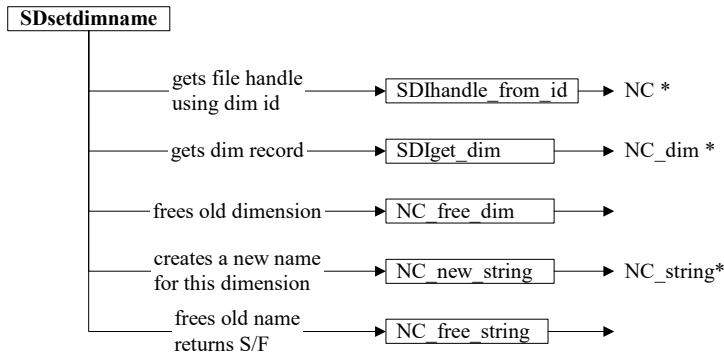 SDsetdimname
gets file handle
using dim id
SDIhandle_from_id
NC *
gets dim record
SDIget_dim
NC_dim *
frees old dimension
NC_free_dim
creates a new name
for this dimension
NC_new_string
NC_string*
frees old name
returns S/F
NC_free_string